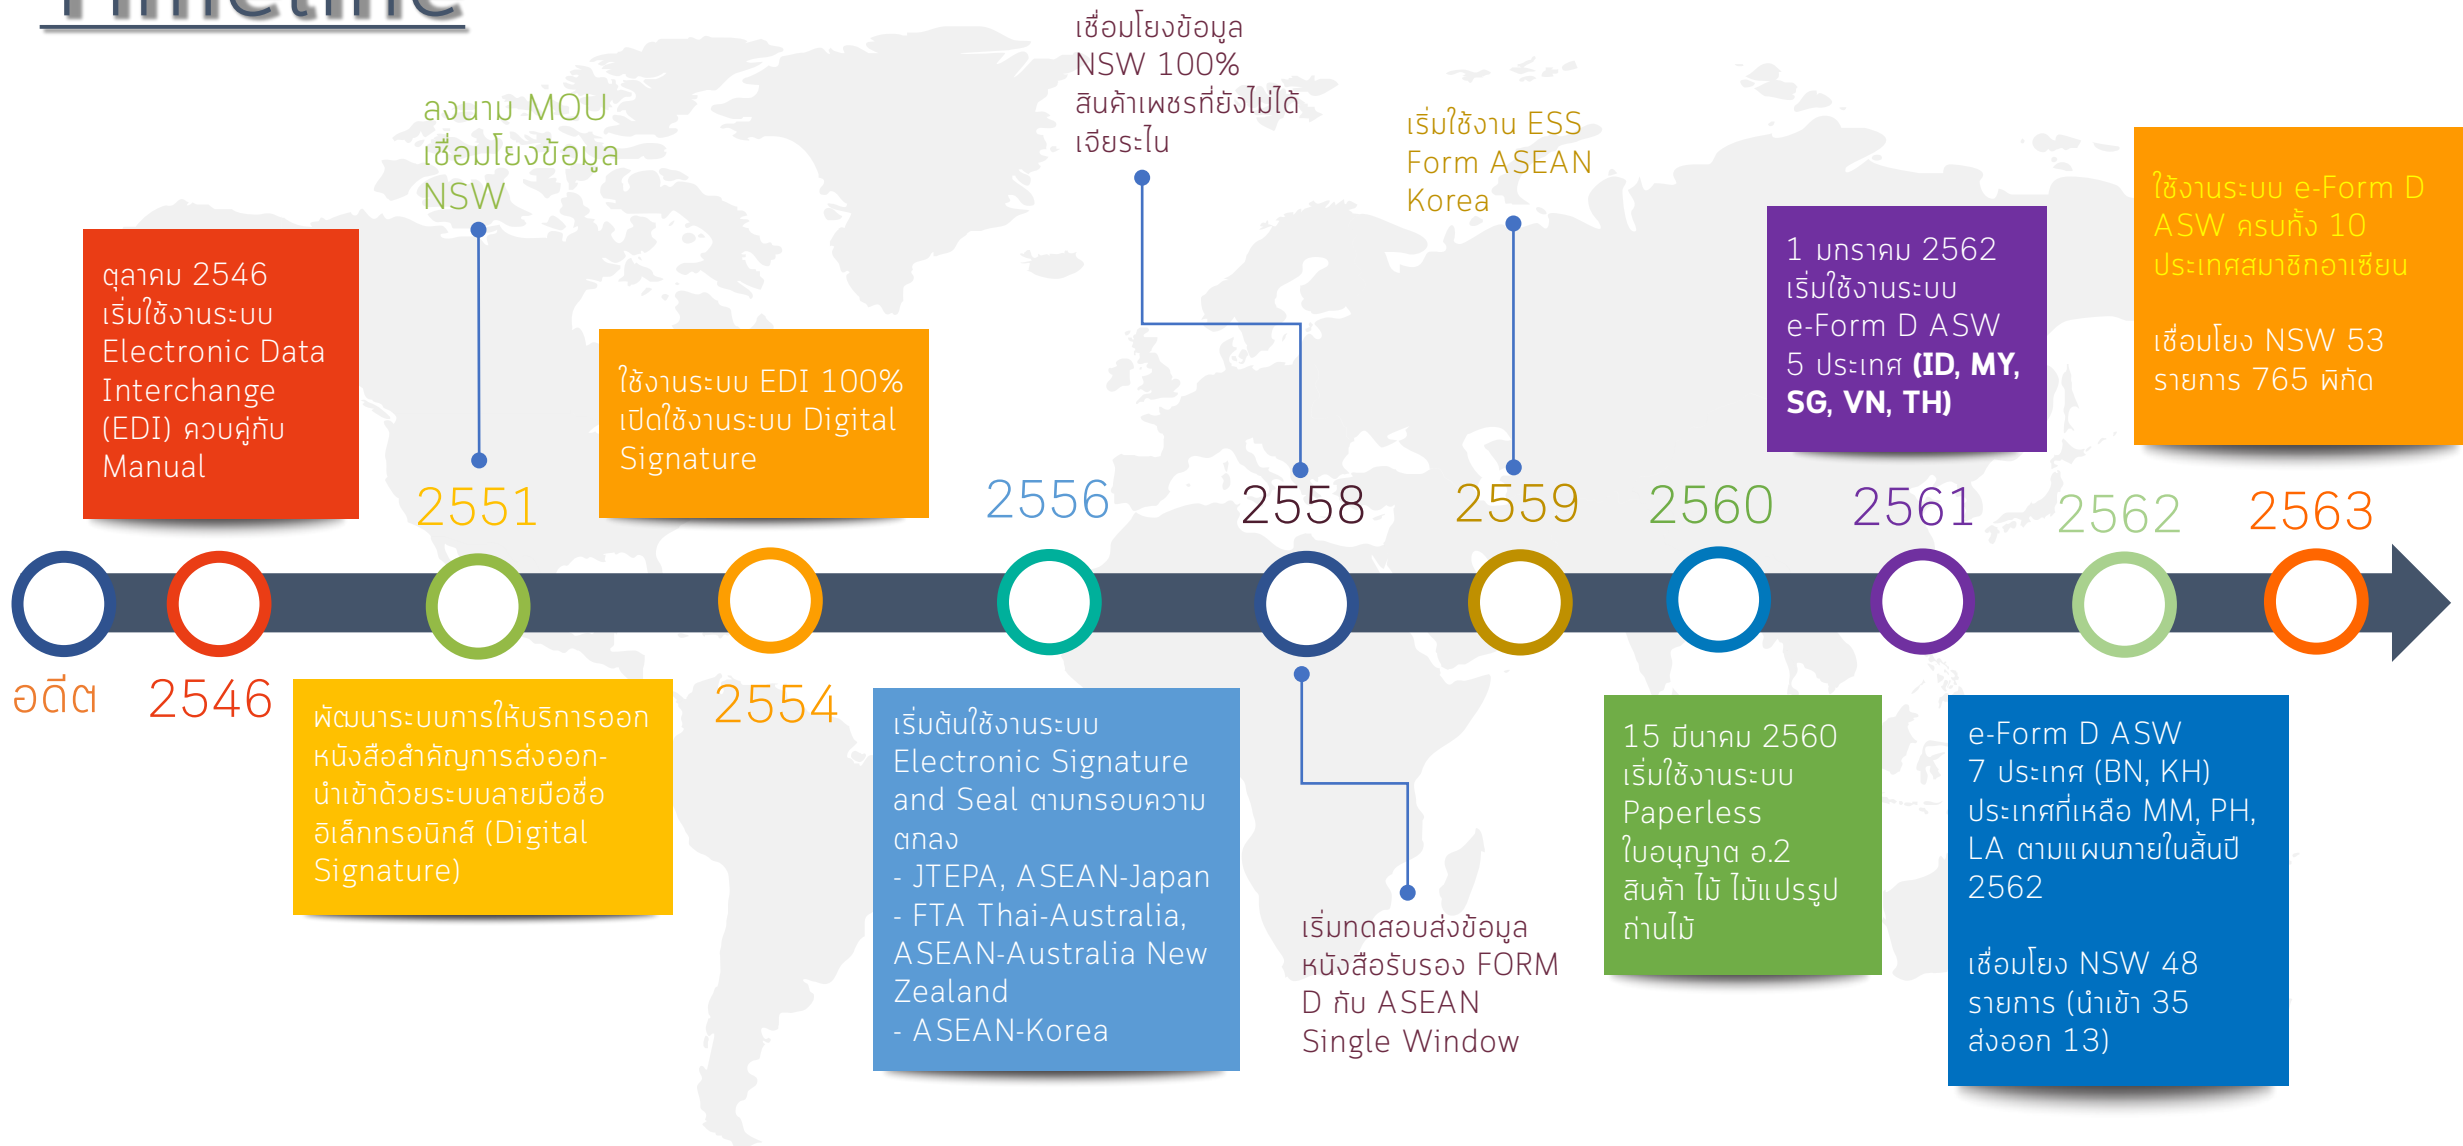 Timeline
ตุลาคม 2546
เริ่มใช้งานระบบ
Electronic Data
Interchange
(EDI) ควบคู่กับ
Manual
ลงนาม MOU
เชื่อมโยงข้อมูล
NSW
ใช้งานระบบ EDI 100%
เปิดใช้งานระบบ Digital
Signature
เชื่อมโยงข้อมูล
NSW 100%
สินค้าเพชรที่ยังไม่ได้
เจียระไน
เริ่มใช้งาน ESS
Form ASEAN
Korea
1 มกราคม 2562
เริ่มใช้งานระบบ
e-Form D ASW
5 ประเทศ (ID, MY,
SG, VN, TH)
ใช้งานระบบ e-Form D
ASW ครบทั้ง 10
ประเทศสมาชิกอาเซียน
เชื่อมโยง NSW 53
รายการ 765 พิกัด
2551
2556
2558
2559
2560
2561
2562
2563
อดีต
2546
2554
พัฒนาระบบการให้บริการออก
หนังสือสำคัญการส่งออก-
นำเข้าด้วยระบบลายมือชื่อ
อิเล็กทรอนิกส์ (Digital
Signature)
เริ่มต้นใช้งานระบบ
Electronic Signature
and Seal ตามกรอบความ
ตกลง
- JTEPA, ASEAN-Japan
- FTA Thai-Australia,
ASEAN-Australia New
Zealand
- ASEAN-Korea
เริ่มทดสอบส่งข้อมูล
หนังสือรับรอง FORM
D กับ ASEAN
Single Window
15 มีนาคม 2560
เริ่มใช้งานระบบ
Paperless
ใบอนุญาต อ.2
สินค้า ไม้ ไม้แปรรูป
ถ่านไม้
e-Form D ASW
7 ประเทศ (BN, KH)
ประเทศที่เหลือ MM, PH,
LA ตามแผนภายในสิ้นปี
2562
เชื่อมโยง NSW 48
รายการ (นำเข้า 35
ส่งออก 13)